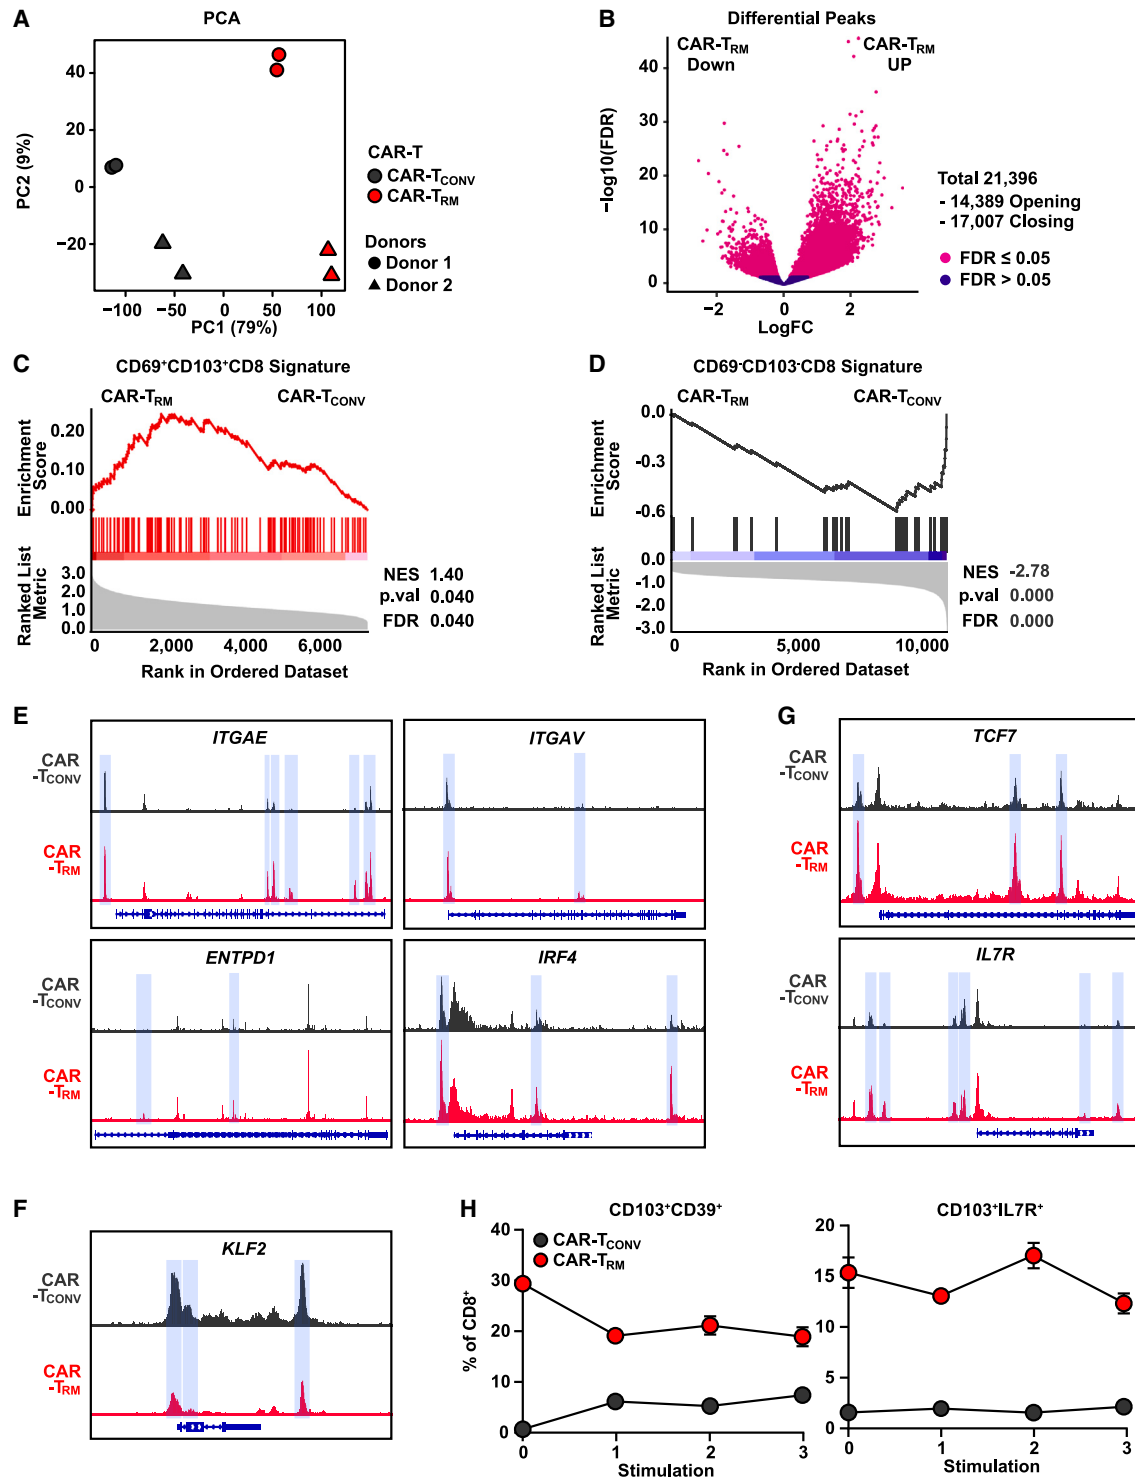 A
PCA
PC2 (9%)
40
20
0
−20
−100
−50
0
50
100
PC1 (79%)
CAR-T
CAR-TCONV
CAR-TRM
Donors
Donor 1
Donor 2
B
Differential Peaks
CAR-TRM
Down
CAR-TRM
UP
−log10(FDR)
40
30
20
10
0
−2
0
2
LogFC
Total 21,396
- 14,389 Opening
- 17,007 Closing
FDR ≤ 0.05
FDR > 0.05
C
CD69+CD103+CD8 Signature
CAR-TRM
CAR-TCONV
Enrichment
Score
0.20
0.10
0.00
Ranked List
Metric
3.0
2.0
1.0
0.0
0
2,000
4,000
6,000
Rank in Ordered Dataset
NES 1.40
p.val 0.040
FDR 0.040
D
CD69-CD103-CD8 Signature
CAR-TRM
CAR-TCONV
Enrichment
Score
0.0
-0.3
-0.6
Ranked List
Metric
0.0
-1.0
-2.0
-3.0
0
5,000
10,000
Rank in Ordered Dataset
NES -2.78
p.val 0.000
FDR 0.000
E
ITGAE
CAR
-TCONV
CAR
-TRM
ITGAV
ENTPD1
CAR
-TCONV
CAR
-TRM
IRF4
G
TCF7
CAR
-TCONV
CAR
-TRM
IL7R
CAR
-TCONV
CAR
-TRM
F
KLF2
CAR
-TCONV
CAR
-TRM
H
CD103+CD39+
CAR-TCONV
CAR-TRM
% of CD8+
40
30
20
10
0
0
1
2
3
Stimulation
CD103+IL7R+
20
15
10
5
0
0
1
2
3
Stimulation